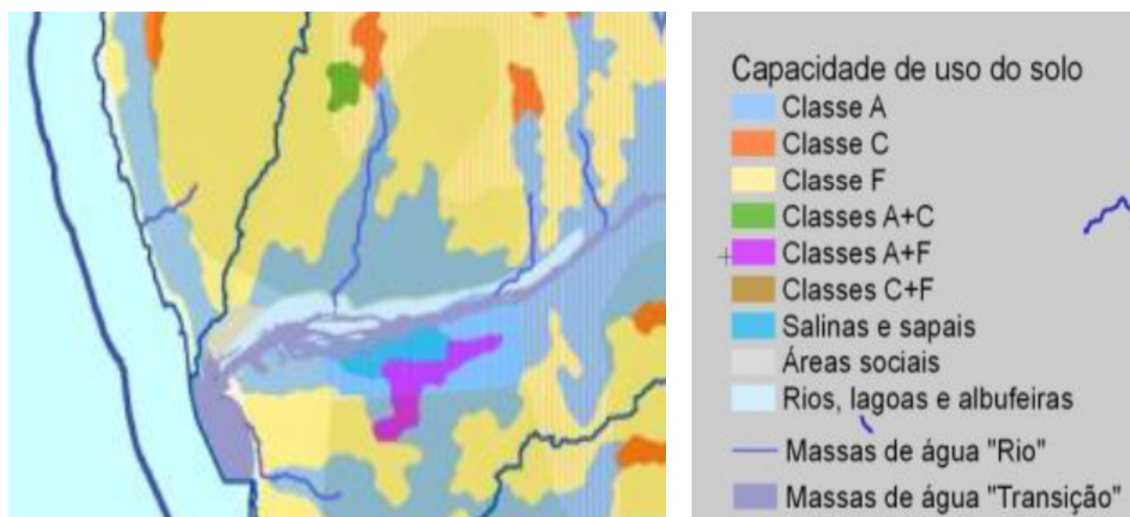 Capacidade de uso do solo
Classe A
Classe C
Classe F
Classes A+C
Classes A+F
Classes C+F
Salinas e sapais
Áreas sociais
Rios, lagoas e albufeiras
Massas de água "Rio"
Massas de água "Transição"